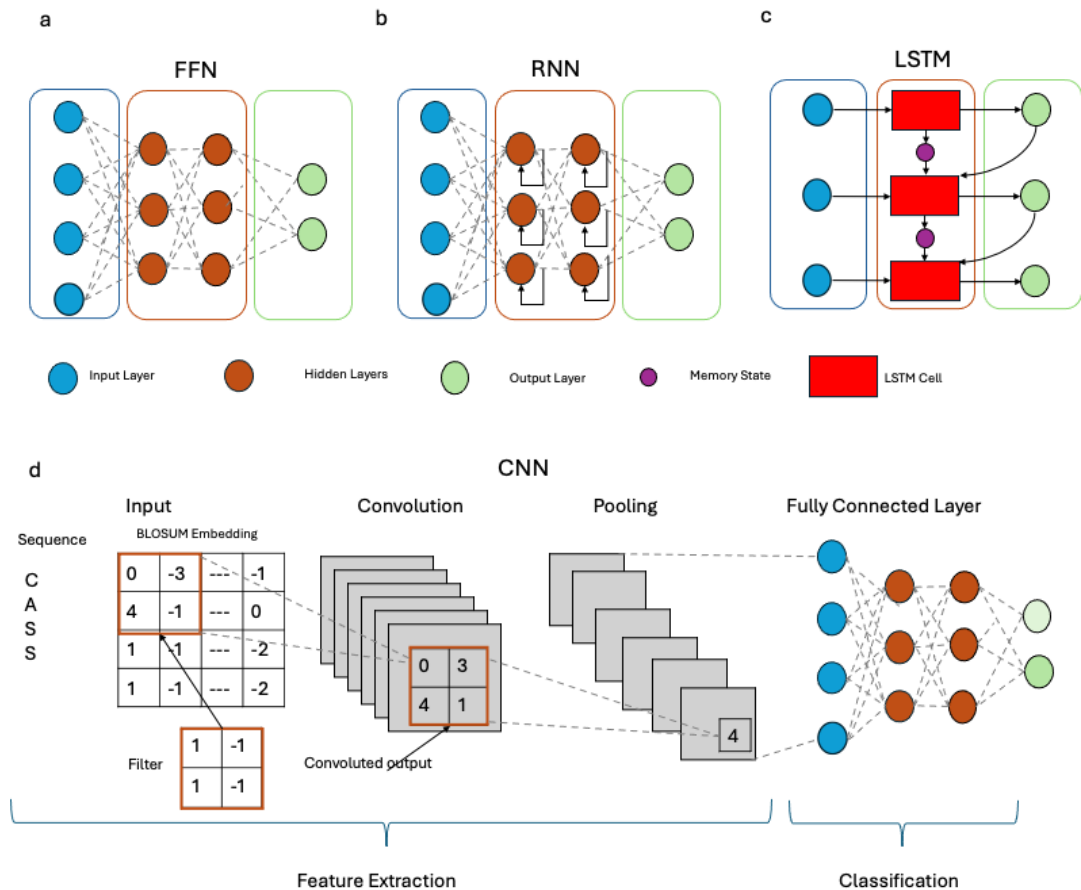 a
b
c
FFN
RNN
LSTM
Input Layer
Hidden Layers
Output Layer
Memory State
LSTM Cell
d
CNN
Input
Convolution
Pooling
Fully Connected Layer
Sequence
BLOSUM Embedding
C
A
S
S
0 -3 --- -1
4 -1 --- 0
1 -1 --- -2
1 -1 --- -2
0 3
4 1
4
Filter
1 -1
1 -1
Convoluted output
Feature Extraction
Classification